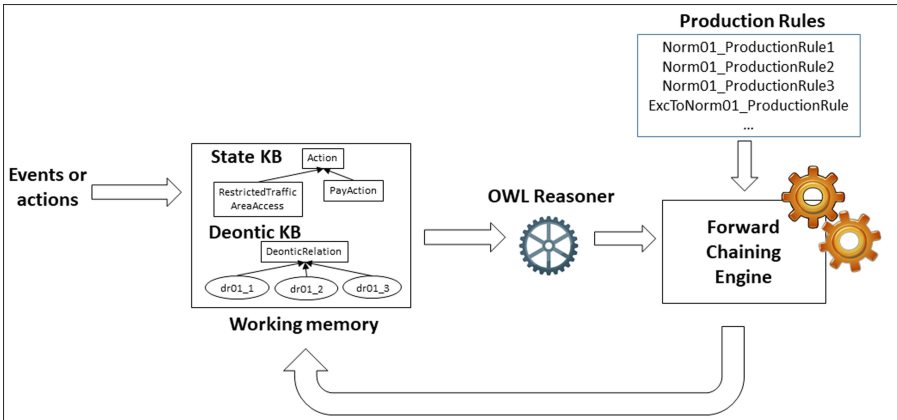 Production Rules
Norm01_ProductionRule1
Norm01_ProductionRule2
Norm01_ProductionRule3
ExcToNorm01_ProductionRule
...
Events or
actions
State KB
Action
RestrictedTraffic
AreaAccess
PayAction
Deontic KB
DeonticRelation
dr01_1
dr01_2
dr01_3
Working memory
OWL Reasoner
Forward
Chaining
Engine